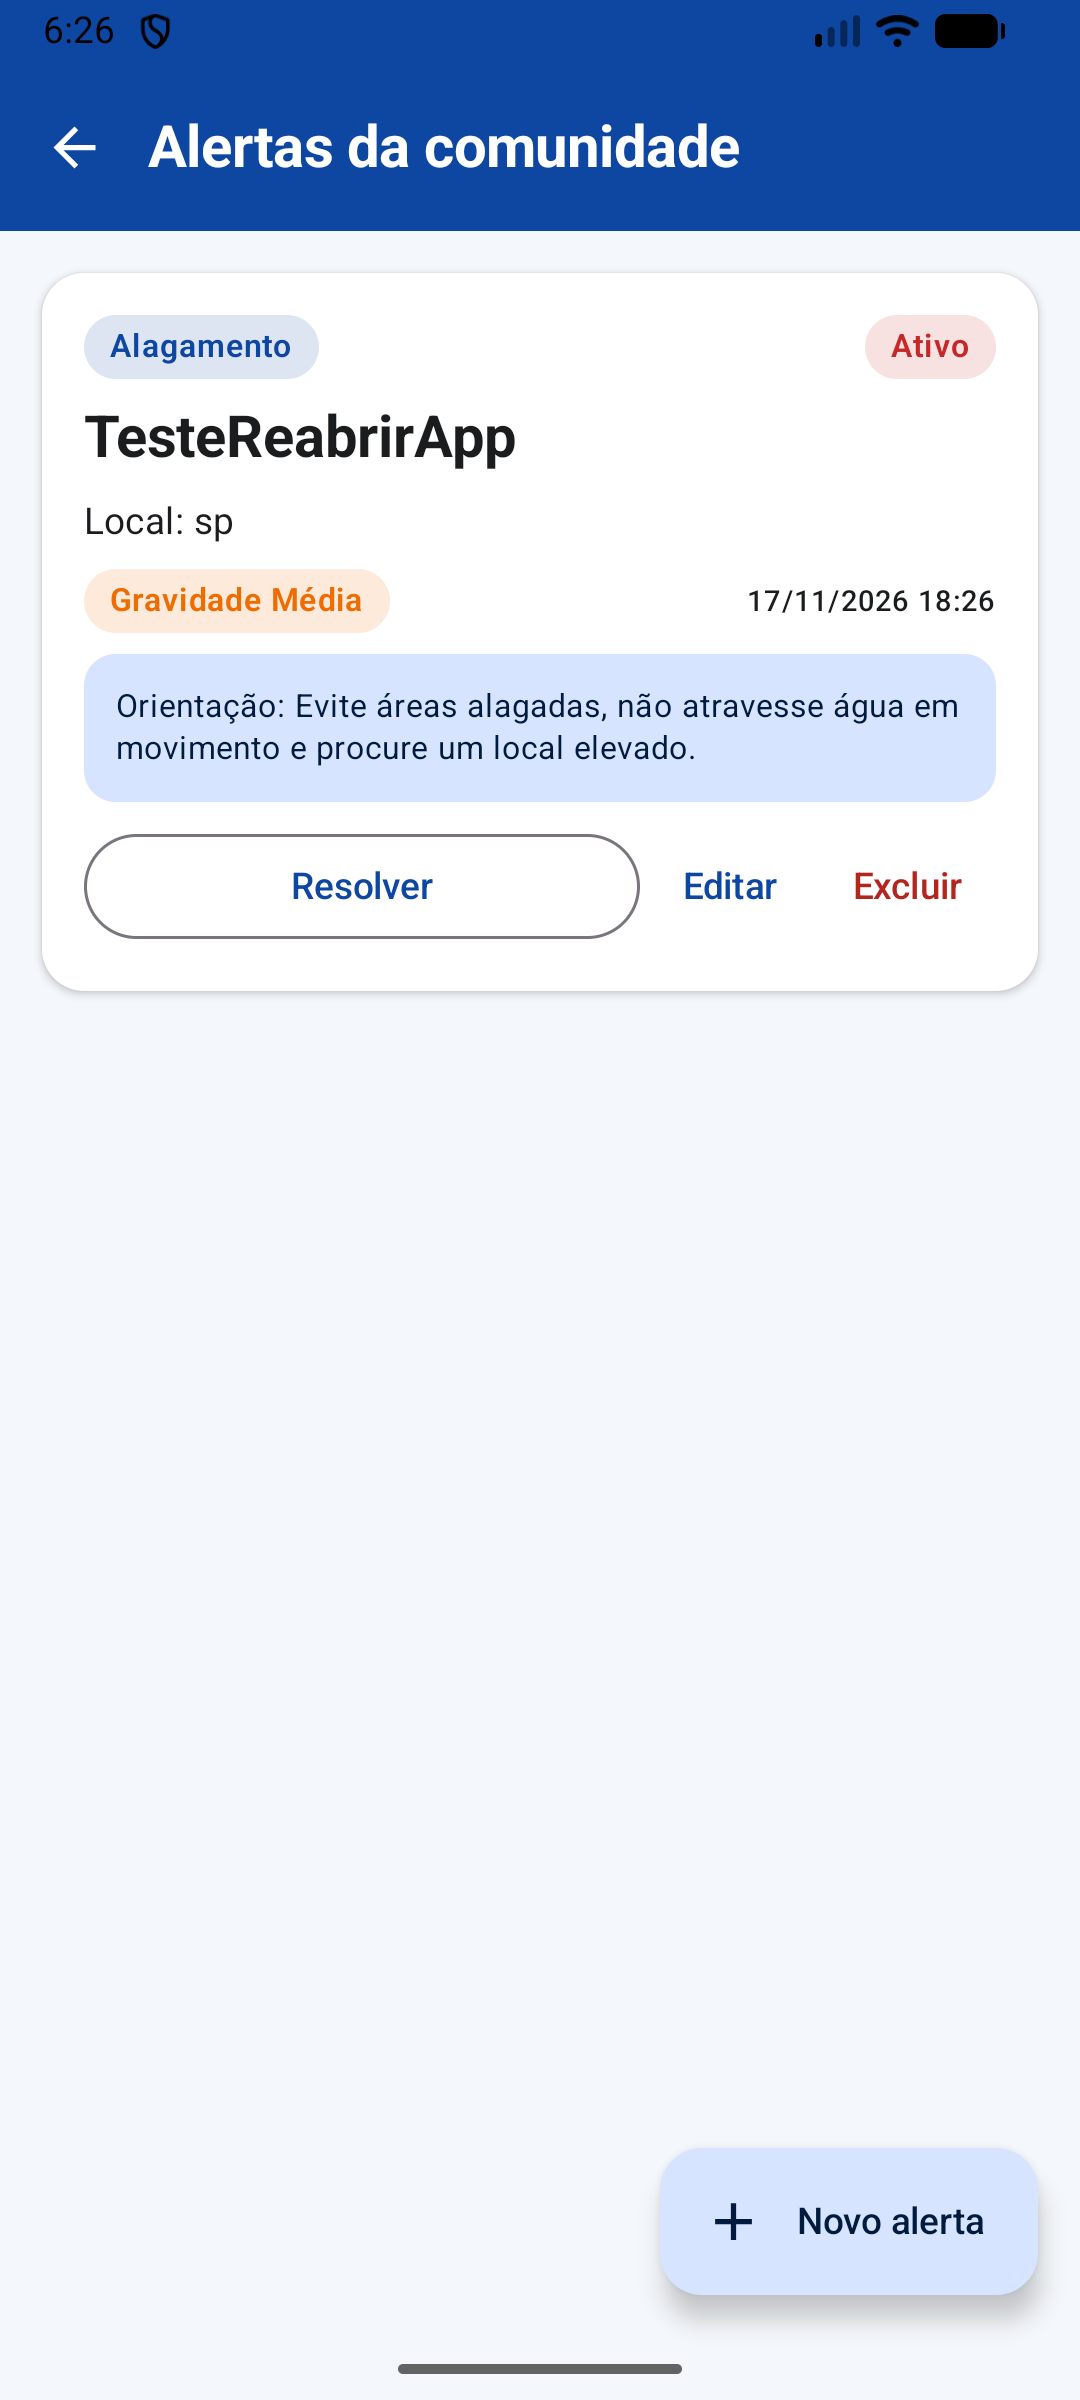 6:26
Alertas da comunidade
Alagamento
Ativo
TesteReabrirApp
Local: sp
Gravidade Média
17/11/2026 18:26
Orientação: Evite áreas alagadas, não atravesse água em
movimento e procure um local elevado.
Resolver
Editar
Excluir
Novo alerta